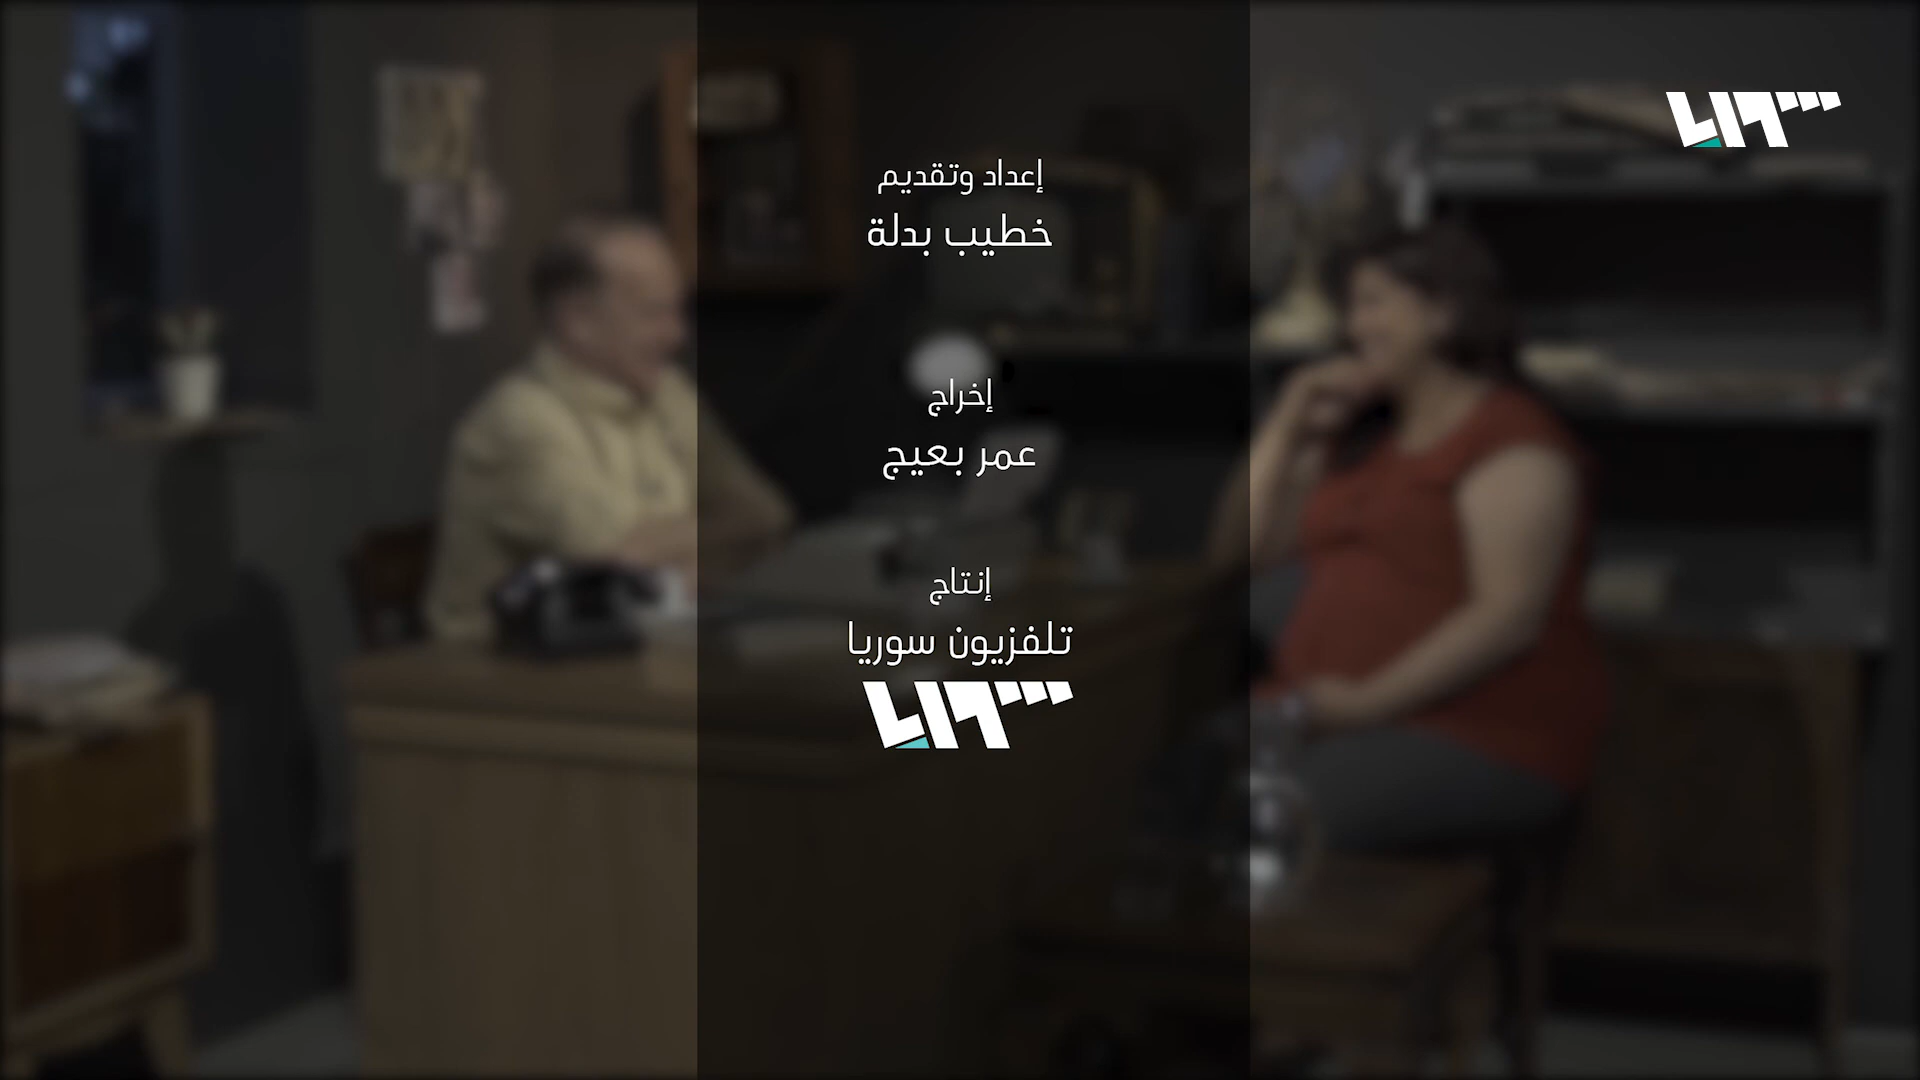 إعداد وتقديم
خطيب بدلة
إخراج
عمر بعيج
إنتاج
تلفزيون سوريا